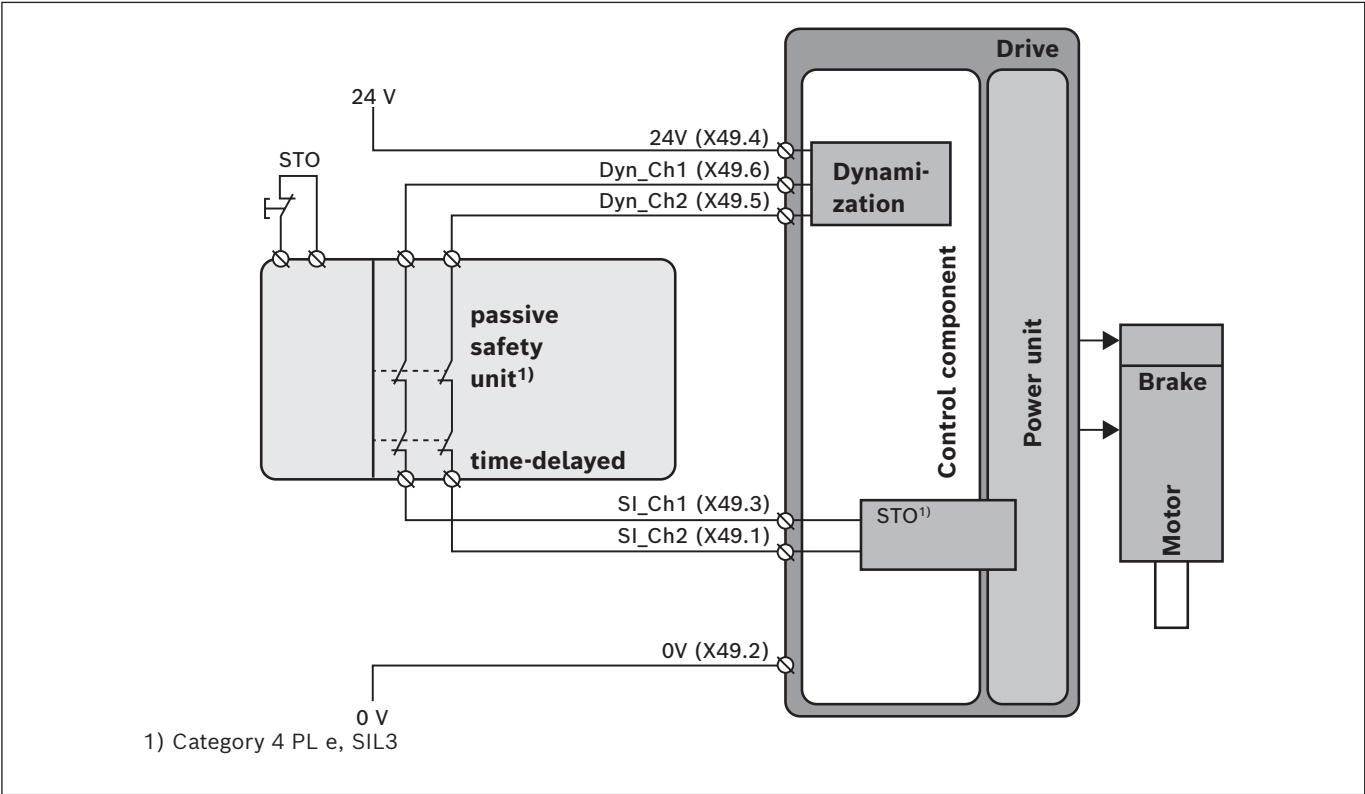 Drive
24 V
24V (X49.4)
STO
Dyn_Ch1 (X49.6)
Dyn_Ch2 (X49.5)
Dynami-
zation
passive
safety
unit1)
time-delayed
Control component
Power unit
Brake
Motor
SI_Ch1 (X49.3)
SI_Ch2 (X49.1)
STO1)
0V (X49.2)
0 V
1) Category 4 PL e, SIL3